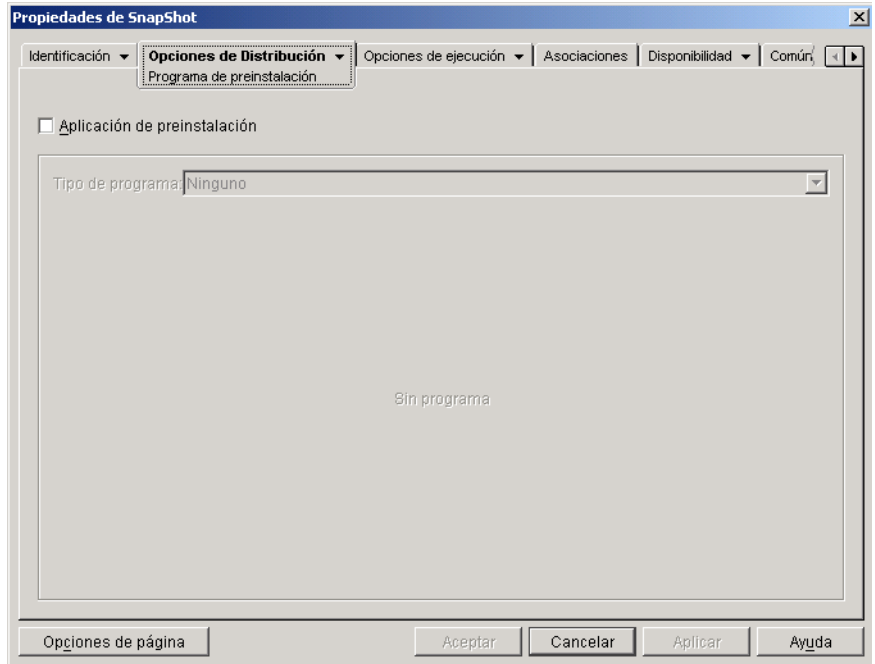 Propiedades de SnapShot
Identificación Opciones de Distribución Opciones de ejecución Asociaciones Disponibilidad Común
Programa de preinstalación
Aplicación de preinstalación
Tipo de programa: Ninguno
Sin programa
Opciones de página Aceptar Cancelar Aplicar Ayuda